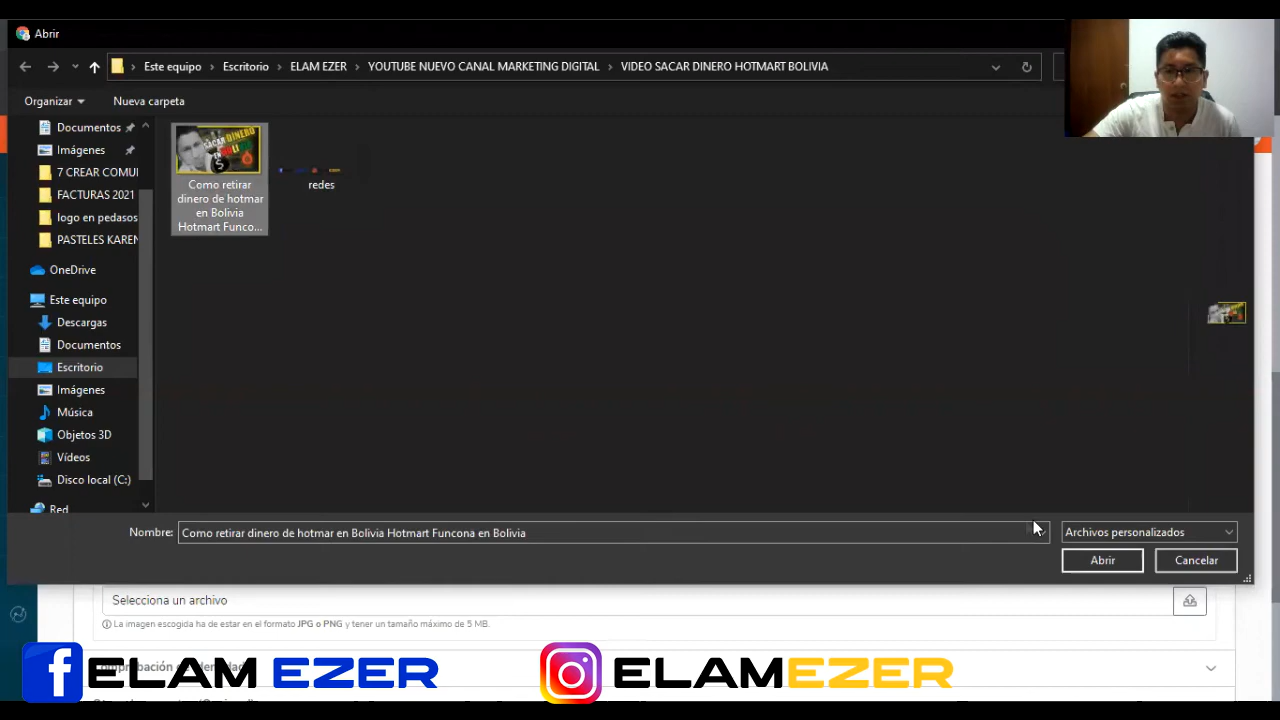 Abrir
Este equipo > Escritorio > ELAM EZER > YOUTUBE NUEVO CANAL MARKETING DIGITAL > VIDEO SACAR DINERO HOTMART BOLIVIA
Organizar
Nueva carpeta
Documentos
Imágenes
7 CREAR COMU
FACTURAS 2021
logo en pedasos
PASTELES KAREN
OneDrive
Este equipo
Descargas
Documentos
Escritorio
Imágenes
Música
Objetos 3D
Vídeos
Disco local (C:)
Red
SACAR DINERO
Como retirar
dinero de hotmar
en Bolivia
Hotmart Funco...
redes
Nombre: Como retirar dinero de hotmar en Bolivia Hotmart Funcona en Bolivia
Archivos personalizados
Abrir
Cancelar
Selecciona un archivo
La imagen escogida ha de estar en el formato JPG o PNG y tener un tamaño máximo de 5 MB.
ELAM EZER
ELAMEZER